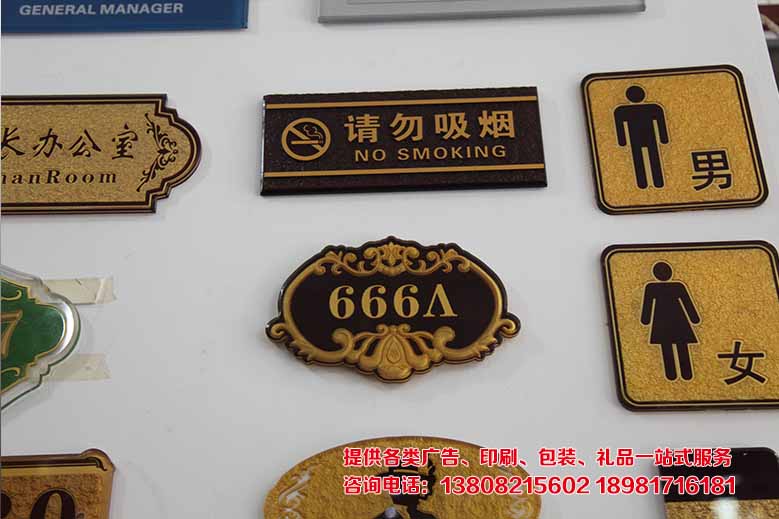 GENERAL MANAGER
长办公室
manRoom
请勿吸烟
NO SMOKING
男
V999
7
女
提供各类广告、印刷、包装、礼品一站式服务
咨询电话：13808215602 18981716181